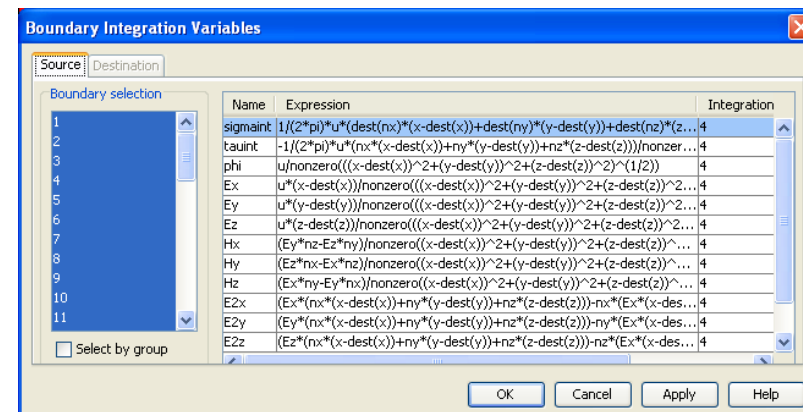 Boundary Integration Variables
Source Destination
Boundary selection
1
2
3
4
5
6
7
8
9
10
11
Select by group
Name Expression Integration
sigmaint 1/(2*pi)*u*(dest(nx)*(x-dest(x))+dest(ny)*(y-dest(y))+dest(nz)*(z... 4
tauint -1/(2*pi)*u*(nx*(x-dest(x))+ny*(y-dest(y))+nz*(z-dest(z)))/nonzer... 4
phi u/nonzero(((x-dest(x))^2+(y-dest(y))^2+(z-dest(z))^2)^(1/2)) 4
Ex u*(x-dest(x))/nonzero(((x-dest(x))^2+(y-dest(y))^2+(z-dest(z))^2... 4
Ey u*(y-dest(y))/nonzero(((x-dest(x))^2+(y-dest(y))^2+(z-dest(z))^2... 4
Ez u*(z-dest(z))/nonzero(((x-dest(x))^2+(y-dest(y))^2+(z-dest(z))^2... 4
Hx (Ey*nz-Ez*ny)/nonzero((x-dest(x))^2+(y-dest(y))^2+(z-dest(z))^... 4
Hy (Ez*nx-Ex*nz)/nonzero((x-dest(x))^2+(y-dest(y))^2+(z-dest(z))^... 4
Hz (Ex*ny-Ey*nx)/nonzero((x-dest(x))^2+(y-dest(y))^2+(z-dest(z))^... 4
E2x (Ex*(nx*(x-dest(x))+ny*(y-dest(y))+nz*(z-dest(z)))-nx*(Ex*(x-des... 4
E2y (Ey*(nx*(x-dest(x))+ny*(y-dest(y))+nz*(z-dest(z)))-ny*(Ex*(x-des... 4
E2z (Ez*(nx*(x-dest(x))+ny*(y-dest(y))+nz*(z-dest(z)))-nz*(Ex*(x-des... 4
OK Cancel Apply Help